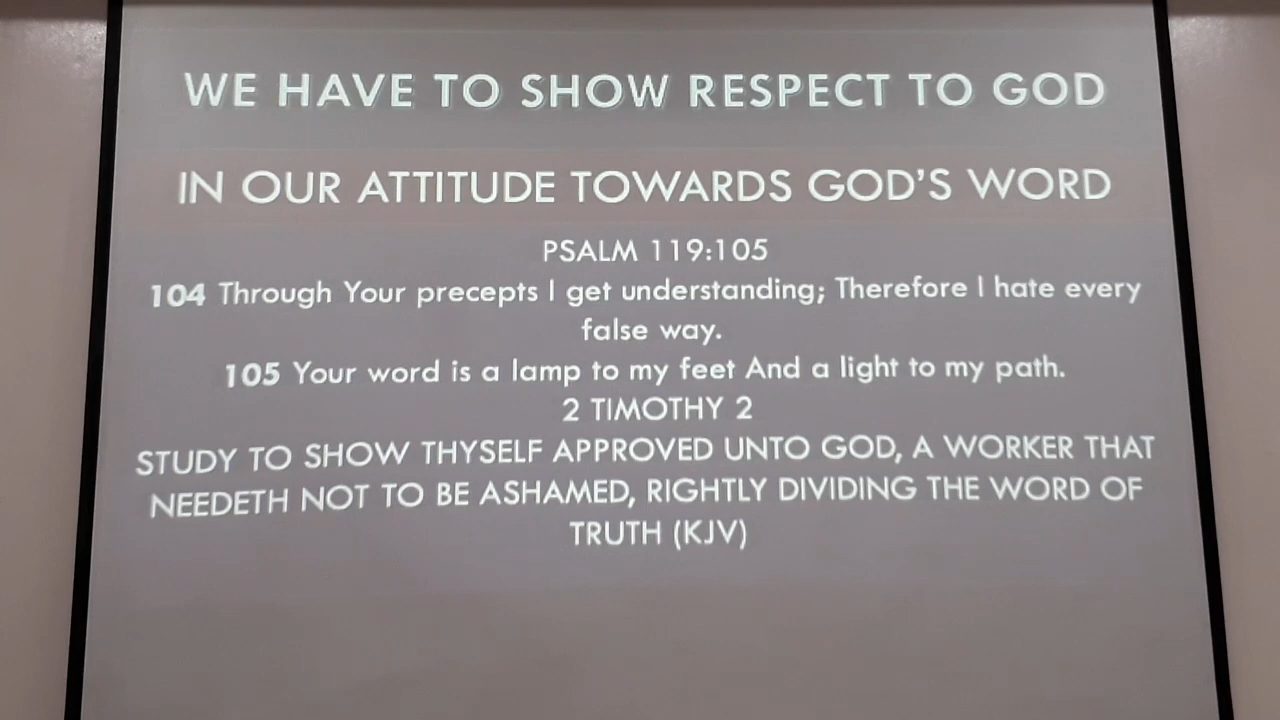 WE HAVE TO SHOW RESPECT TO GOD
IN OUR ATTITUDE TOWARDS GOD'S WORD
PSALM 119:105
104 Through Your precepts I get understanding; Therefore I hate every
false way.
105 Your word is a lamp to my feet And a light to my path.
2 TIMOTHY 2
STUDY TO SHOW THYSELF APPROVED UNTO GOD, A WORKER THAT
NEEDETH NOT TO BE ASHAMED, RIGHTLY DIVIDING THE WORD OF
TRUTH (KJV)